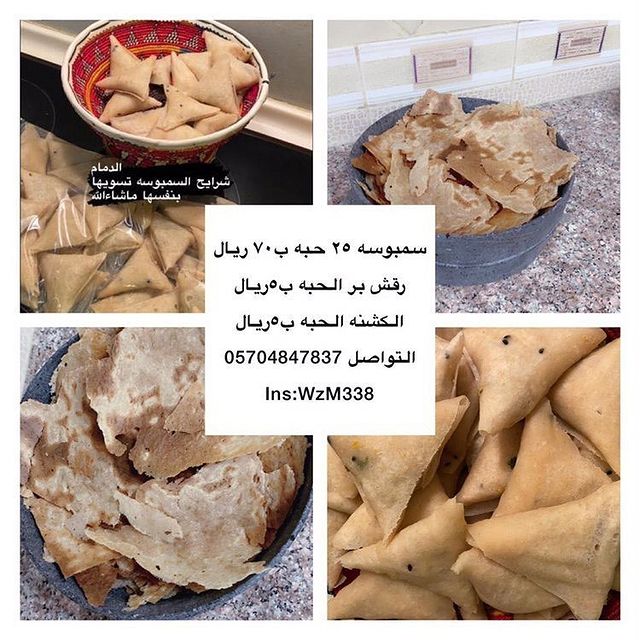 الدمام
شرايح السمبوسه تسويها
بنفسها ماشاءالله
سمبوسه ٢٥ حبه ب٧٠ ريال
رقش بر الحبه ب٥ريال
الكشنه الحبه ب٥ريال
التواصل 05704847837
Ins:WzM338